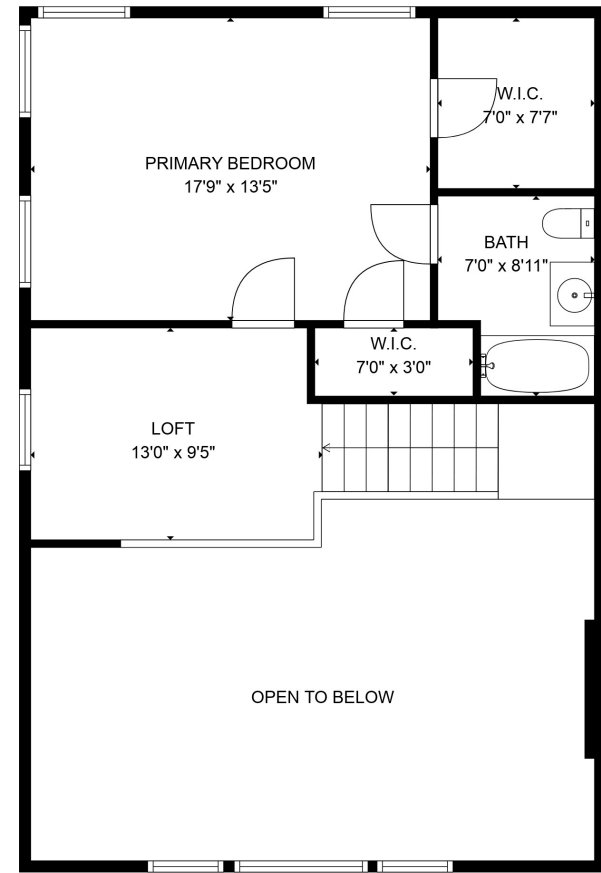 W.I.C.
7'0" x 7'7"
PRIMARY BEDROOM
17'9" x 13'5"
BATH
7'0" x 8'11"
W.I.C.
7'0" x 3'0"
LOFT
13'0" x 9'5"
OPEN TO BELOW